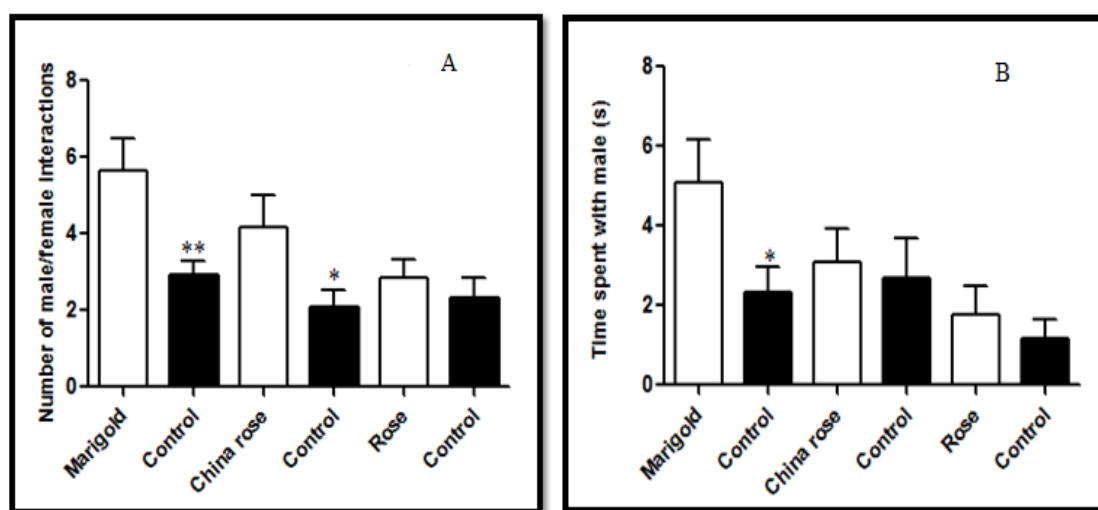 A
Number of male/female Interactions
8
6
4
2
0
**
*
Marigold
Control
China rose
Control
Rose
Control
B
Time spent with male (s)
8
6
4
2
0
*
Marigold
Control
China rose
Control
Rose
Control